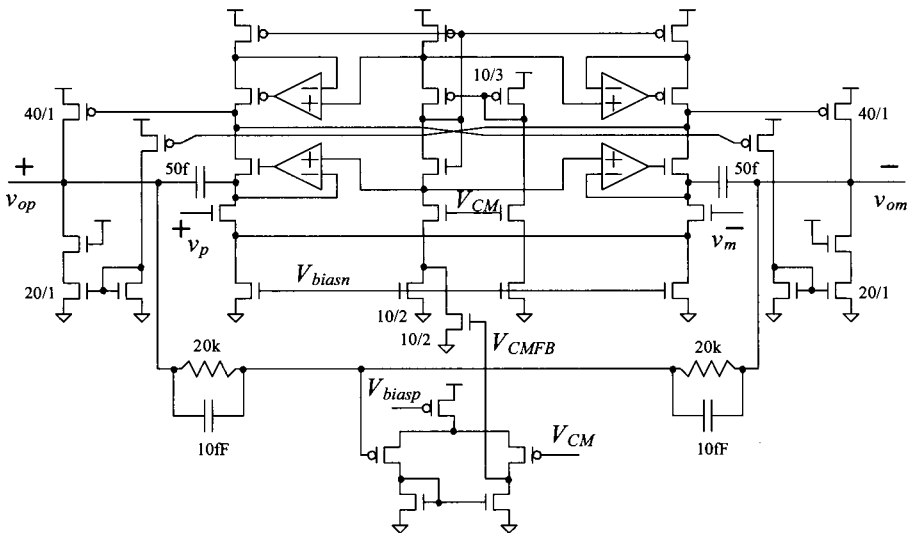 10/3
40/1
40/1
+
50f
50f
−
v_op
V_CM
v_om
+
v_p
v_m
−
V_biasn
20/1
10/2
10/2
20/1
V_CMFB
20k
20k
V_biasp
V_CM
10fF
10fF
+
−
+
−
+
−
+
−